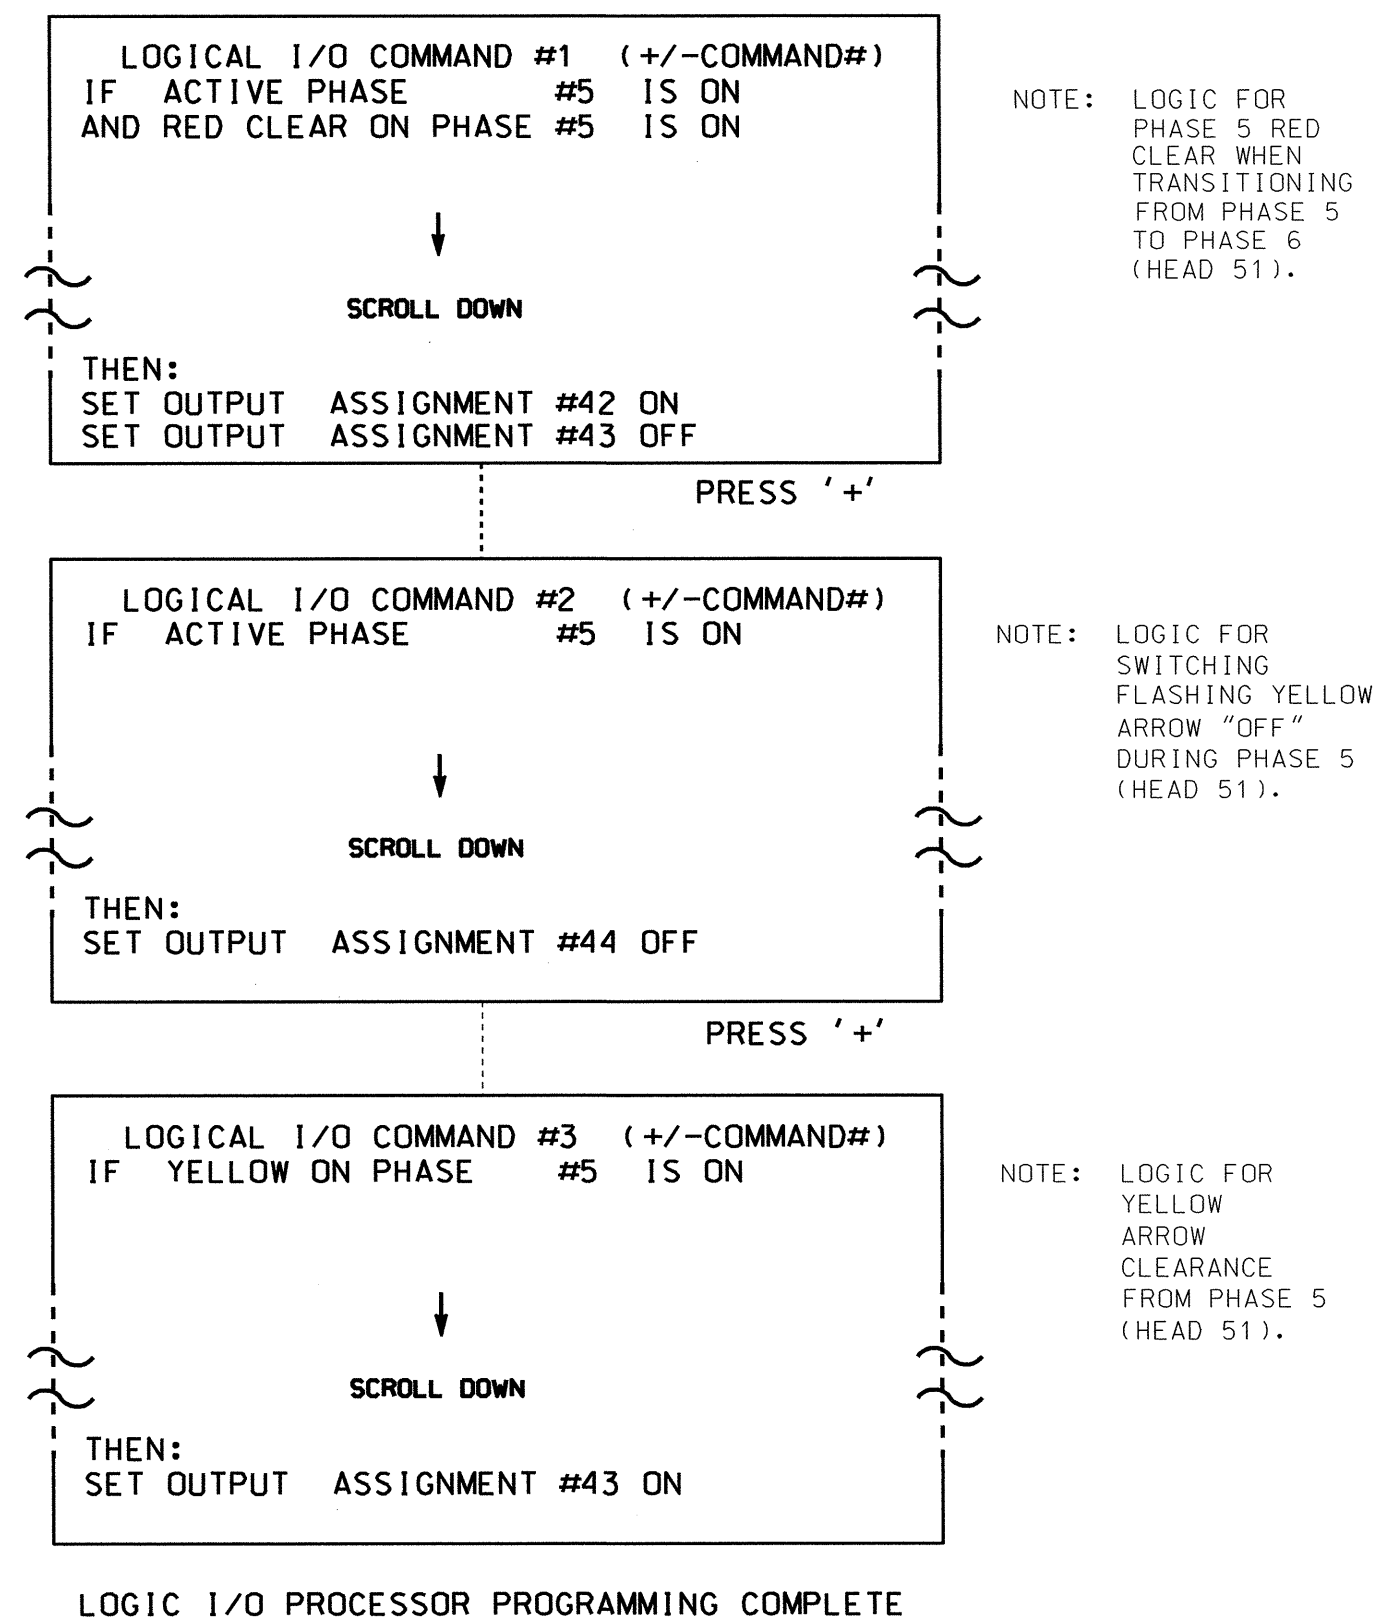 LOGICAL I/O COMMAND #1 (+/-COMMAND#)
IF ACTIVE PHASE #5 IS ON
AND RED CLEAR ON PHASE #5 IS ON
SCROLL DOWN
THEN:
SET OUTPUT ASSIGNMENT #42 ON
SET OUTPUT ASSIGNMENT #43 OFF
NOTE: LOGIC FOR
PHASE 5 RED
CLEAR WHEN
TRANSITIONING
FROM PHASE 5
TO PHASE 6
(HEAD 51).
PRESS '+'
LOGICAL I/O COMMAND #2 (+/-COMMAND#)
IF ACTIVE PHASE #5 IS ON
SCROLL DOWN
THEN:
SET OUTPUT ASSIGNMENT #44 OFF
NOTE: LOGIC FOR
SWITCHING
FLASHING YELLOW
ARROW "OFF"
DURING PHASE 5
(HEAD 51).
PRESS '+'
LOGICAL I/O COMMAND #3 (+/-COMMAND#)
IF YELLOW ON PHASE #5 IS ON
SCROLL DOWN
THEN:
SET OUTPUT ASSIGNMENT #43 ON
NOTE: LOGIC FOR
YELLOW
ARROW
CLEARANCE
FROM PHASE 5
(HEAD 51).
LOGIC I/O PROCESSOR PROGRAMMING COMPLETE